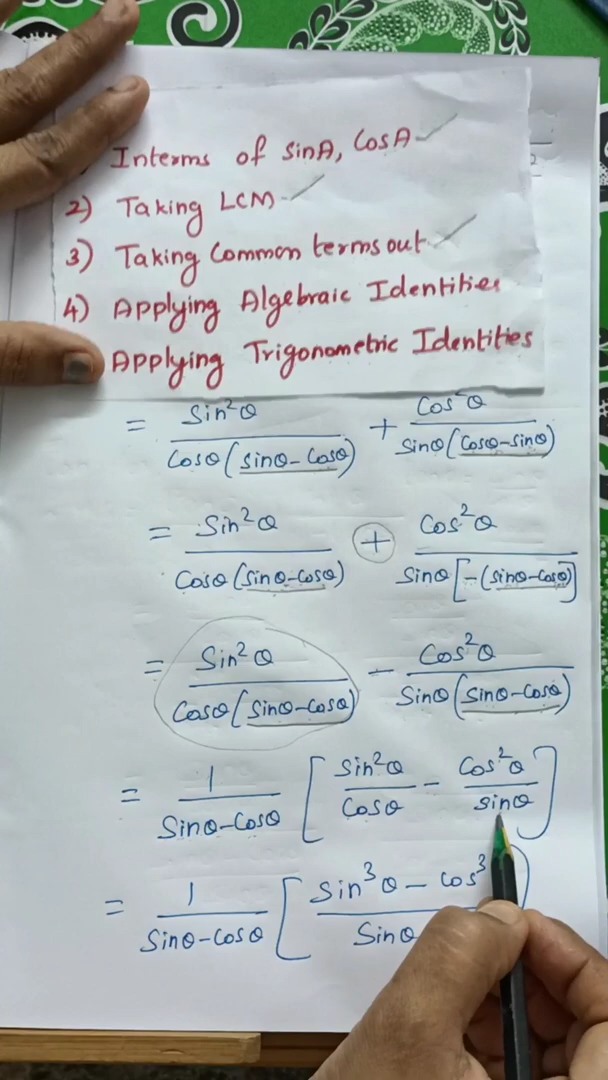 Interms of sinA, CosA
2) Taking LCM
3) Taking Common terms out
4) Applying Algebraic Identities
Applying Trigonometric Identities
= Sin²θ / Cosθ(sinθ-Cosθ) + Cos²θ / Sinθ(Cosθ-sinθ)
= Sin²θ / Cosθ(sinθ-cosθ) + Cos²θ / Sinθ[-(sinθ-cosθ)]
= Sin²θ / Cosθ(sinθ-cosθ) - Cos²θ / Sinθ(sinθ-cosθ)
= 1 / Sinθ-Cosθ [Sin²θ / Cosθ - Cos²θ / sinθ]
= 1 / Sinθ-Cosθ [Sin³θ - Cos³ / Sinθ